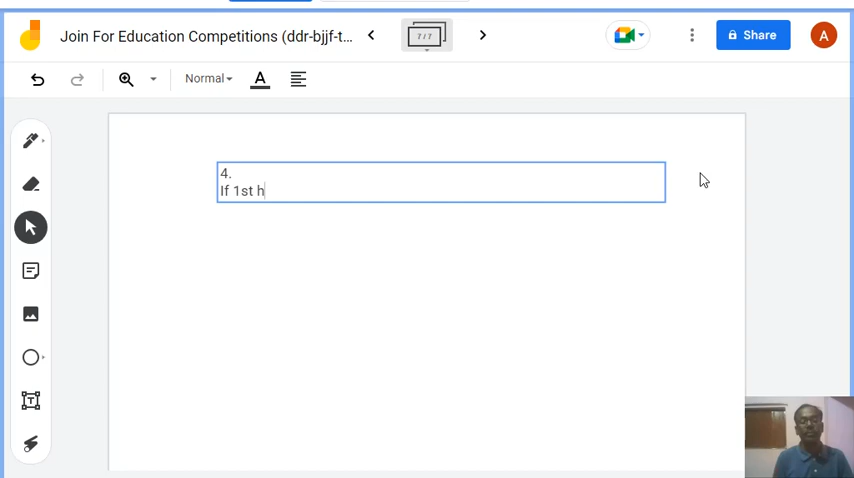 Join For Education Competitions (ddr-bjjf-t...
7 / 7
Share
A
Normal
A
4.
If 1st h